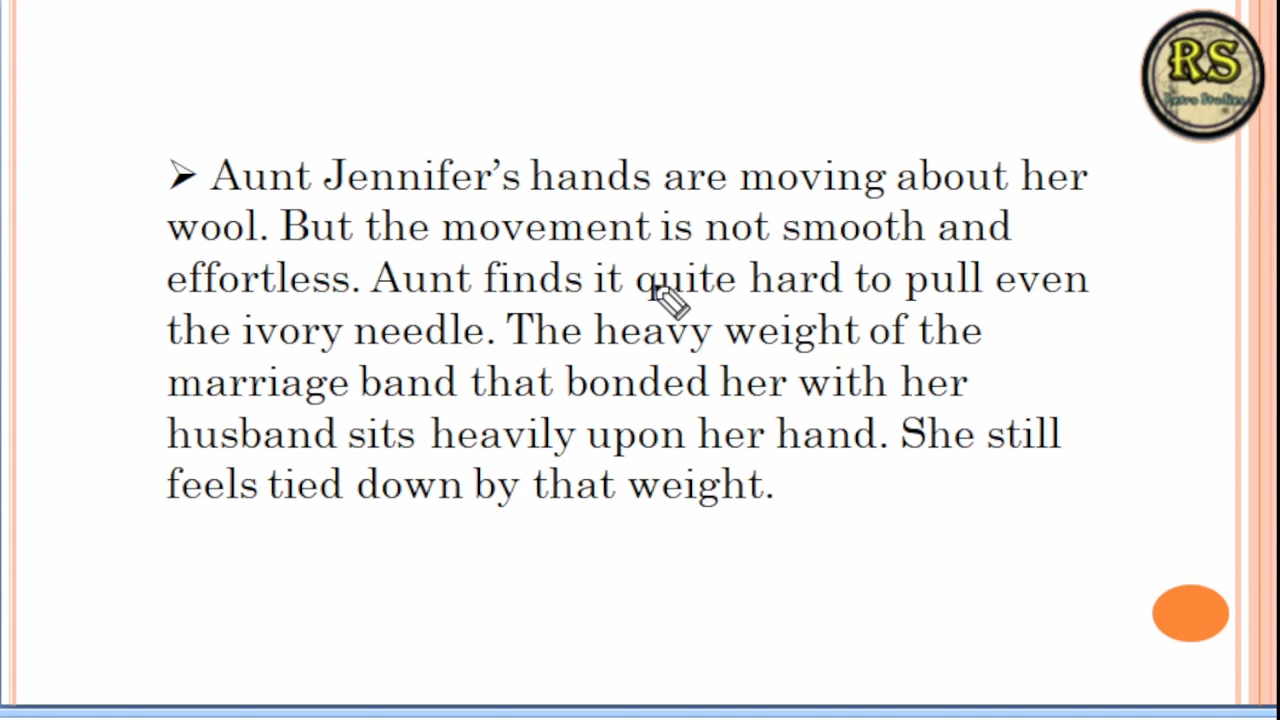 RS
Retro Studies
➢ Aunt Jennifer’s hands are moving about her
wool. But the movement is not smooth and
effortless. Aunt finds it quite hard to pull even
the ivory needle. The heavy weight of the
marriage band that bonded her with her
husband sits heavily upon her hand. She still
feels tied down by that weight.